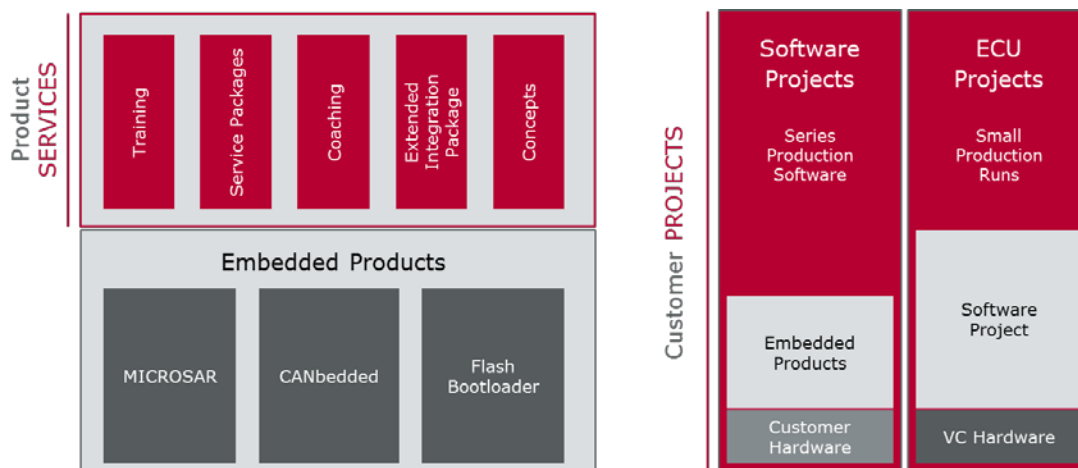 Product
SERVICES
Training
Service Packages
Coaching
Extended
Integration
Package
Concepts
Embedded Products
MICROSAR
CANbedded
Flash
Bootloader
Customer PROJECTS
Software
Projects
Series
Production
Software
Embedded
Products
Customer
Hardware
ECU
Projects
Small
Production
Runs
Software
Project
VC Hardware